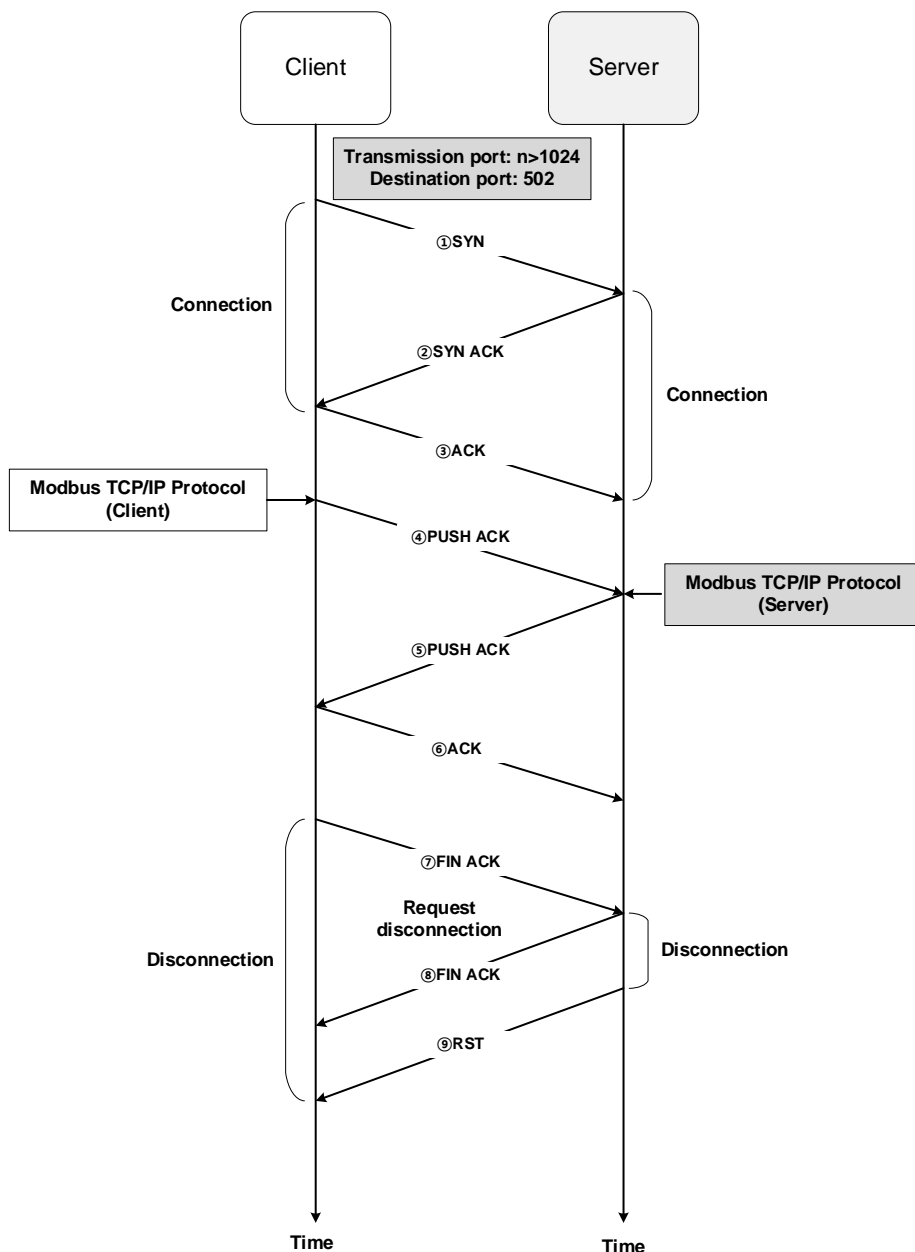 Client
Server
Transmission port: n>1024
Destination port: 502
①SYN
Connection
②SYN ACK
Connection
③ACK
Modbus TCP/IP Protocol
(Client)
④PUSH ACK
Modbus TCP/IP Protocol
(Server)
⑤PUSH ACK
⑥ACK
⑦FIN ACK
Request
disconnection
Disconnection
Disconnection
⑧FIN ACK
⑨RST
Time
Time